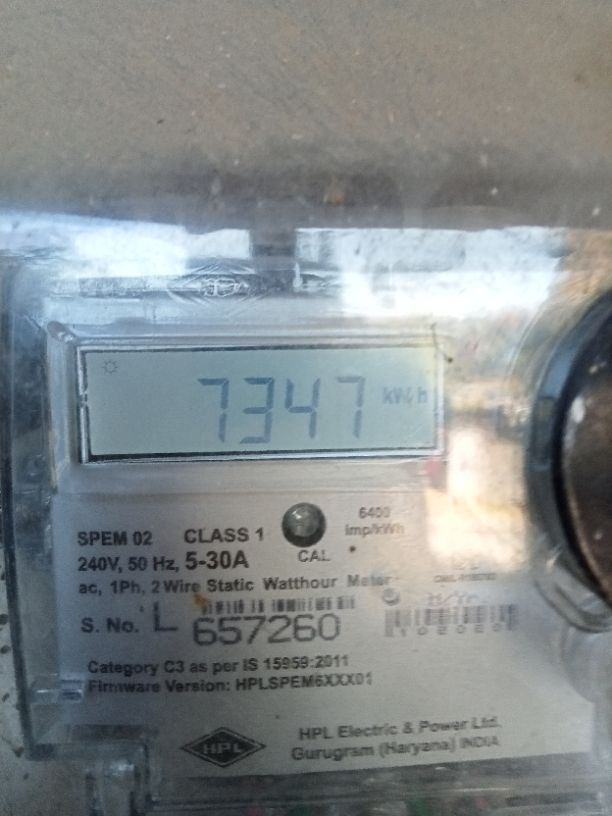 7347 kWh
SPEM 02 CLASS 1 6400
imp/kWh
240V, 50 Hz, 5-30A CAL
ac, 1Ph, 2 Wire Static Watthour Meter
S. No. L 657260
102020
Category C3 as per IS 15959:2011
Firmware Version: HPLSPEM6XXX01
HPL
HPL Electric & Power Ltd.
Gurugram (Haryana) INDIA